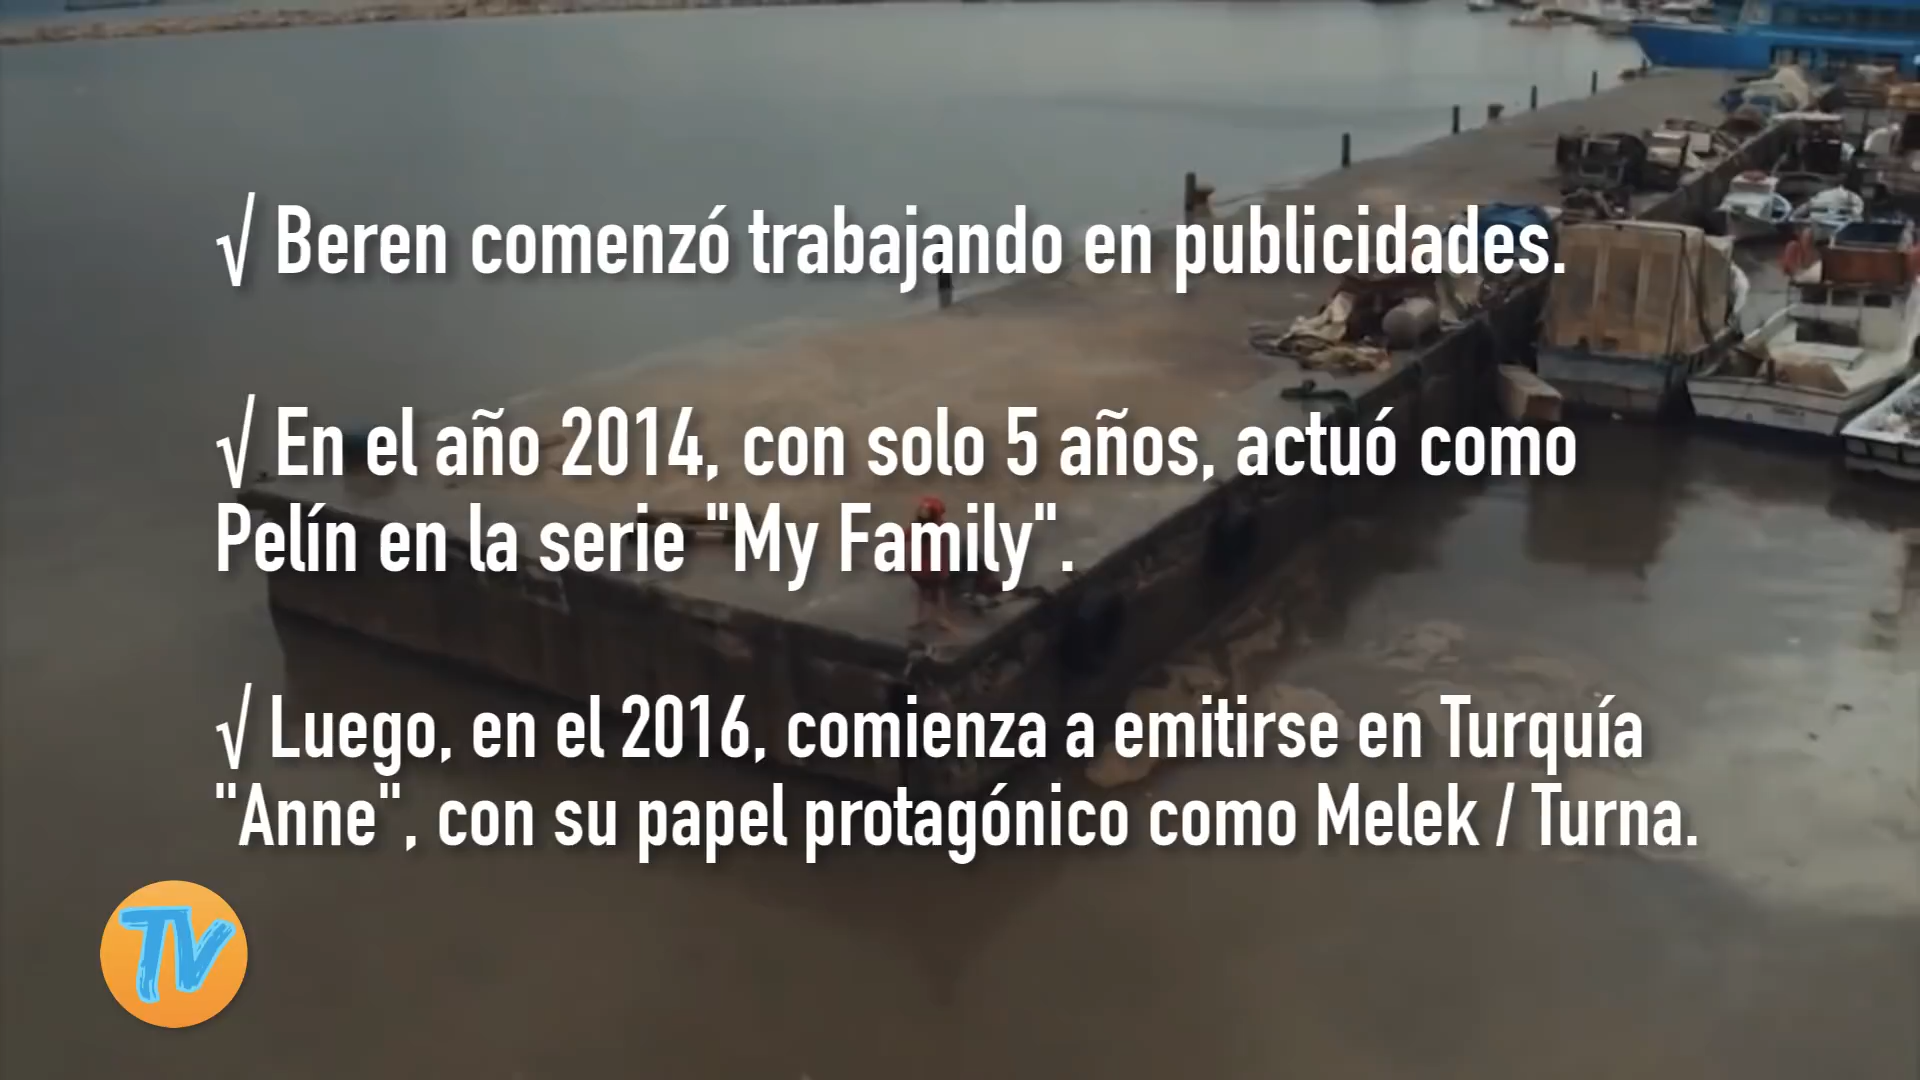 √ Beren comenzó trabajando en publicidades.
√ En el año 2014, con solo 5 años, actuó como
Pelín en la serie "My Family".
√ Luego, en el 2016, comienza a emitirse en Turquía
"Anne", con su papel protagónico como Melek / Turna.
TV